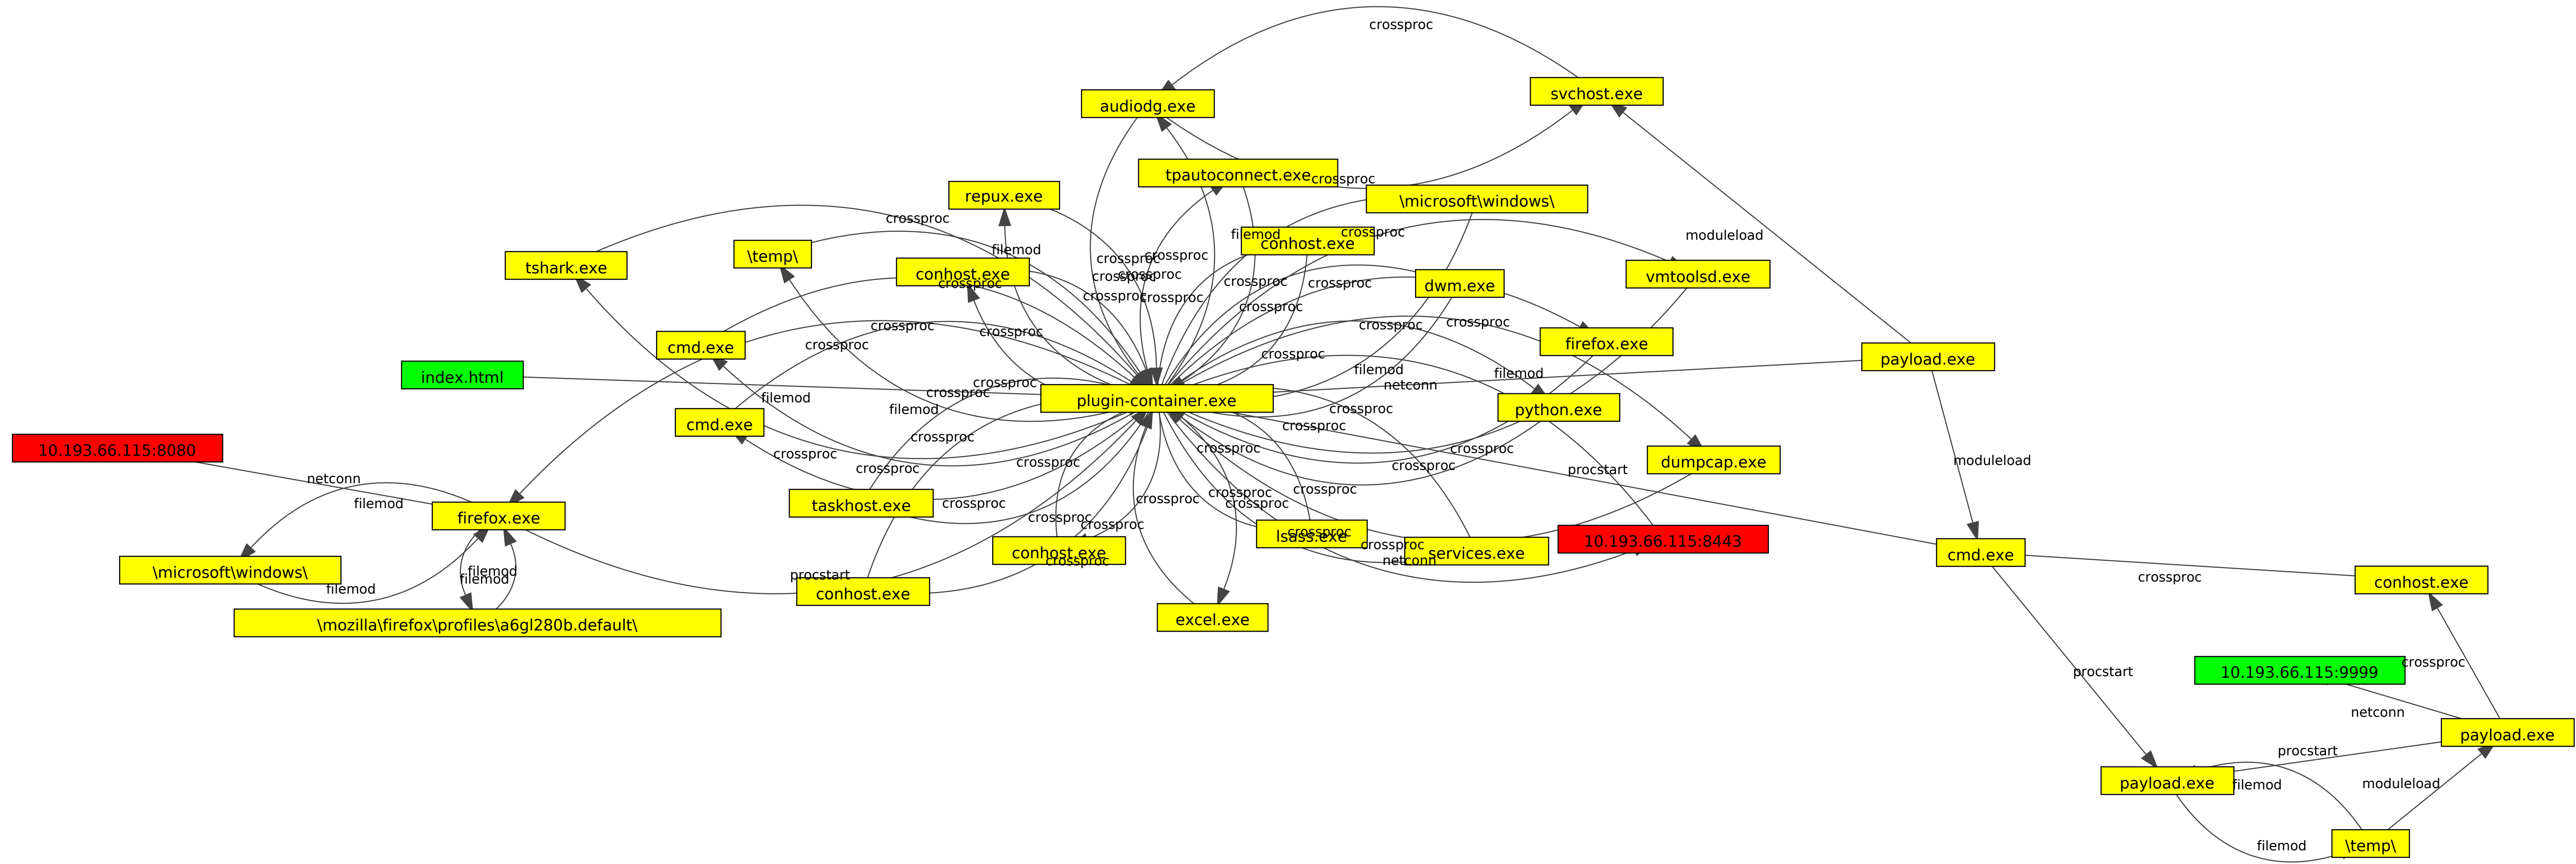 crossproc
audiodg.exe
svchost.exe
tpautoconnect.exe
crossproc
repux.exe
\microsoft\windows\
crossproc
filemod
conhost.exe
crossproc
moduleload
filemod
tshark.exe
\temp\
conhost.exe
crossproc
crossproc
crossproc
crossproc
vmtoolsd.exe
crossproc
crossproc
crossproc
dwm.exe
crossproc
crossproc
crossproc
crossproc
crossproc
crossproc
crossproc
cmd.exe
crossproc
firefox.exe
payload.exe
crossproc
index.html
crossproc
crossproc
filemod
netconn
filemod
plugin-container.exe
filemod
filemod
crossproc
python.exe
cmd.exe
crossproc
crossproc
10.193.66.115:8080
crossproc
crossproc
crossproc
crossproc
crossproc
crossproc
dumpcap.exe
moduleload
netconn
filemod
crossproc
procstart
firefox.exe
taskhost.exe
crossproc
crossproc
crossproc
crossproc
crossproc
crossproc
crossproc
lsass.exe
crossproc
10.193.66.115:8443
\microsoft\windows\
conhost.exe
crossproc
crossproc
services.exe
netconn
cmd.exe
filemod
filemod
filemod
procstart
conhost.exe
crossproc
conhost.exe
\mozilla\firefox\profiles\a6gl280b.default\
excel.exe
procstart
10.193.66.115:9999
crossproc
netconn
payload.exe
procstart
payload.exe
filemod
moduleload
filemod
\temp\